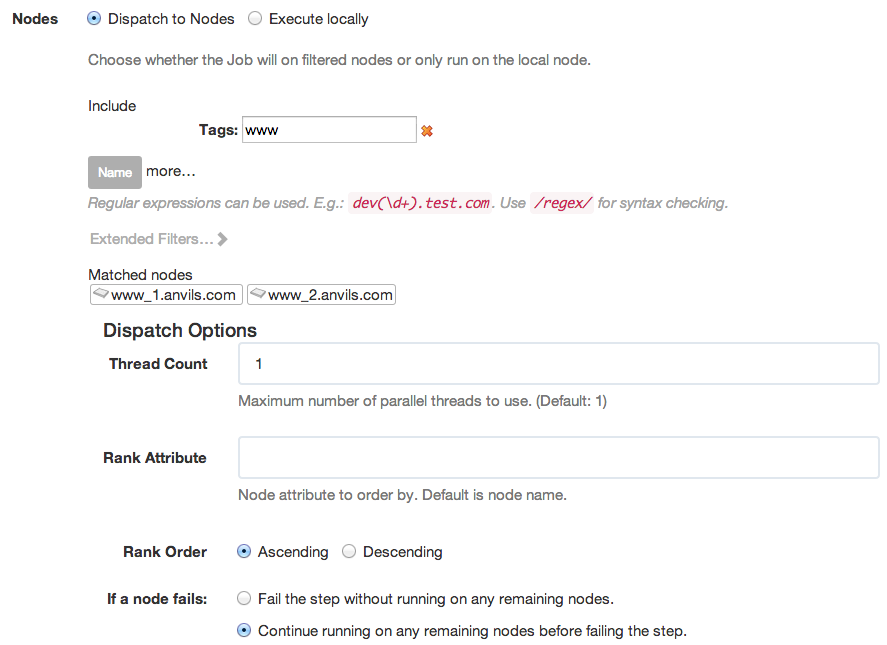 Nodes Dispatch to Nodes Execute locally
Choose whether the Job will on filtered nodes or only run on the local node.
Include
Tags: www
Name more...
Regular expressions can be used. E.g.: dev(\d+).test.com. Use /regex/ for syntax checking.
Extended Filters...
Matched nodes
www_1.anvils.com www_2.anvils.com
Dispatch Options
Thread Count 1
Maximum number of parallel threads to use. (Default: 1)
Rank Attribute
Node attribute to order by. Default is node name.
Rank Order Ascending Descending
If a node fails: Fail the step without running on any remaining nodes.
Continue running on any remaining nodes before failing the step.